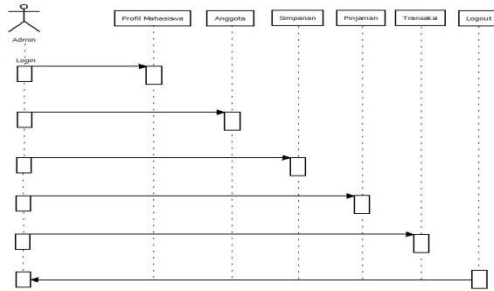 Profil Mahasiswa
Anggota
Simpanan
Pinjaman
Transaksi
Logout
Admin
Login